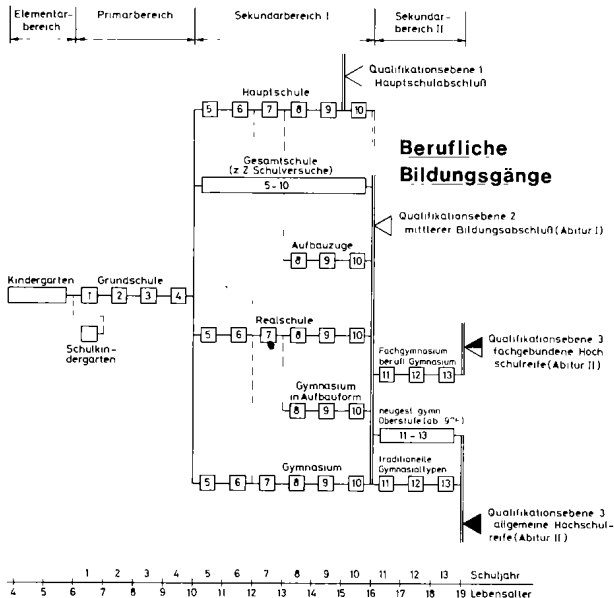 Elementar-
bereich
Primarbereich
Sekundarbereich I
Sekundar-
bereich II
Qualifikationsebene 1
Hauptschulabschluß
Hauptschule
5 6 7 8 9 10
Berufliche
Bildungsgänge
Gesamtschule
(z Z Schulversuche)
5-10
Qualifikationsebene 2
mittlerer Bildungsabschluß (Abitur I)
Aufbauzüge
8 9 10
Kindergarten
Grundschule
1 2 3 4
Schulkin-
dergarten
Realschule
5 6 7 8 9 10
Fachgymnasium
berufl Gymnasium
11 12 13
Qualifikationsebene 3
fachgebundene Hoch
schulreife (Abitur II)
Gymnasium
in Aufbauform
8 9 10
neugest gymn
Oberstufe (ab
11-13
Gymnasium
5 6 7 8 9 10
traditionelle
Gymnasialtypen
11 12 13
Qualifikationsebene 3
allgemeine Hochschul-
reife (Abitur II)
1 2 3 4 5 6 7 8 9 10 11 12 13 Schuljahr
4 5 6 7 8 9 10 11 12 13 14 15 16 17 18 19 Lebensalter